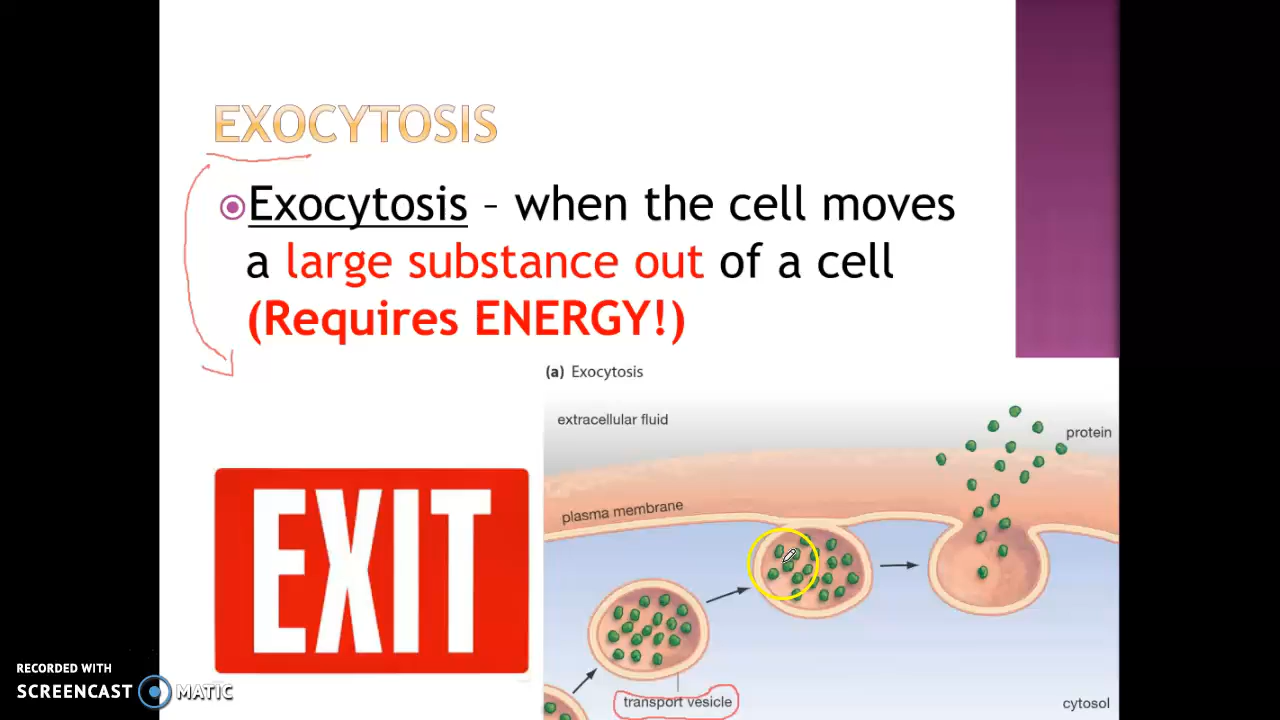 EXOCYTOSIS
Exocytosis – when the cell moves
a large substance out of a cell
(Requires ENERGY!)
(a) Exocytosis
extracellular fluid
protein
plasma membrane
EXIT
transport vesicle
cytosol
RECORDED WITH
SCREENCAST MATIC